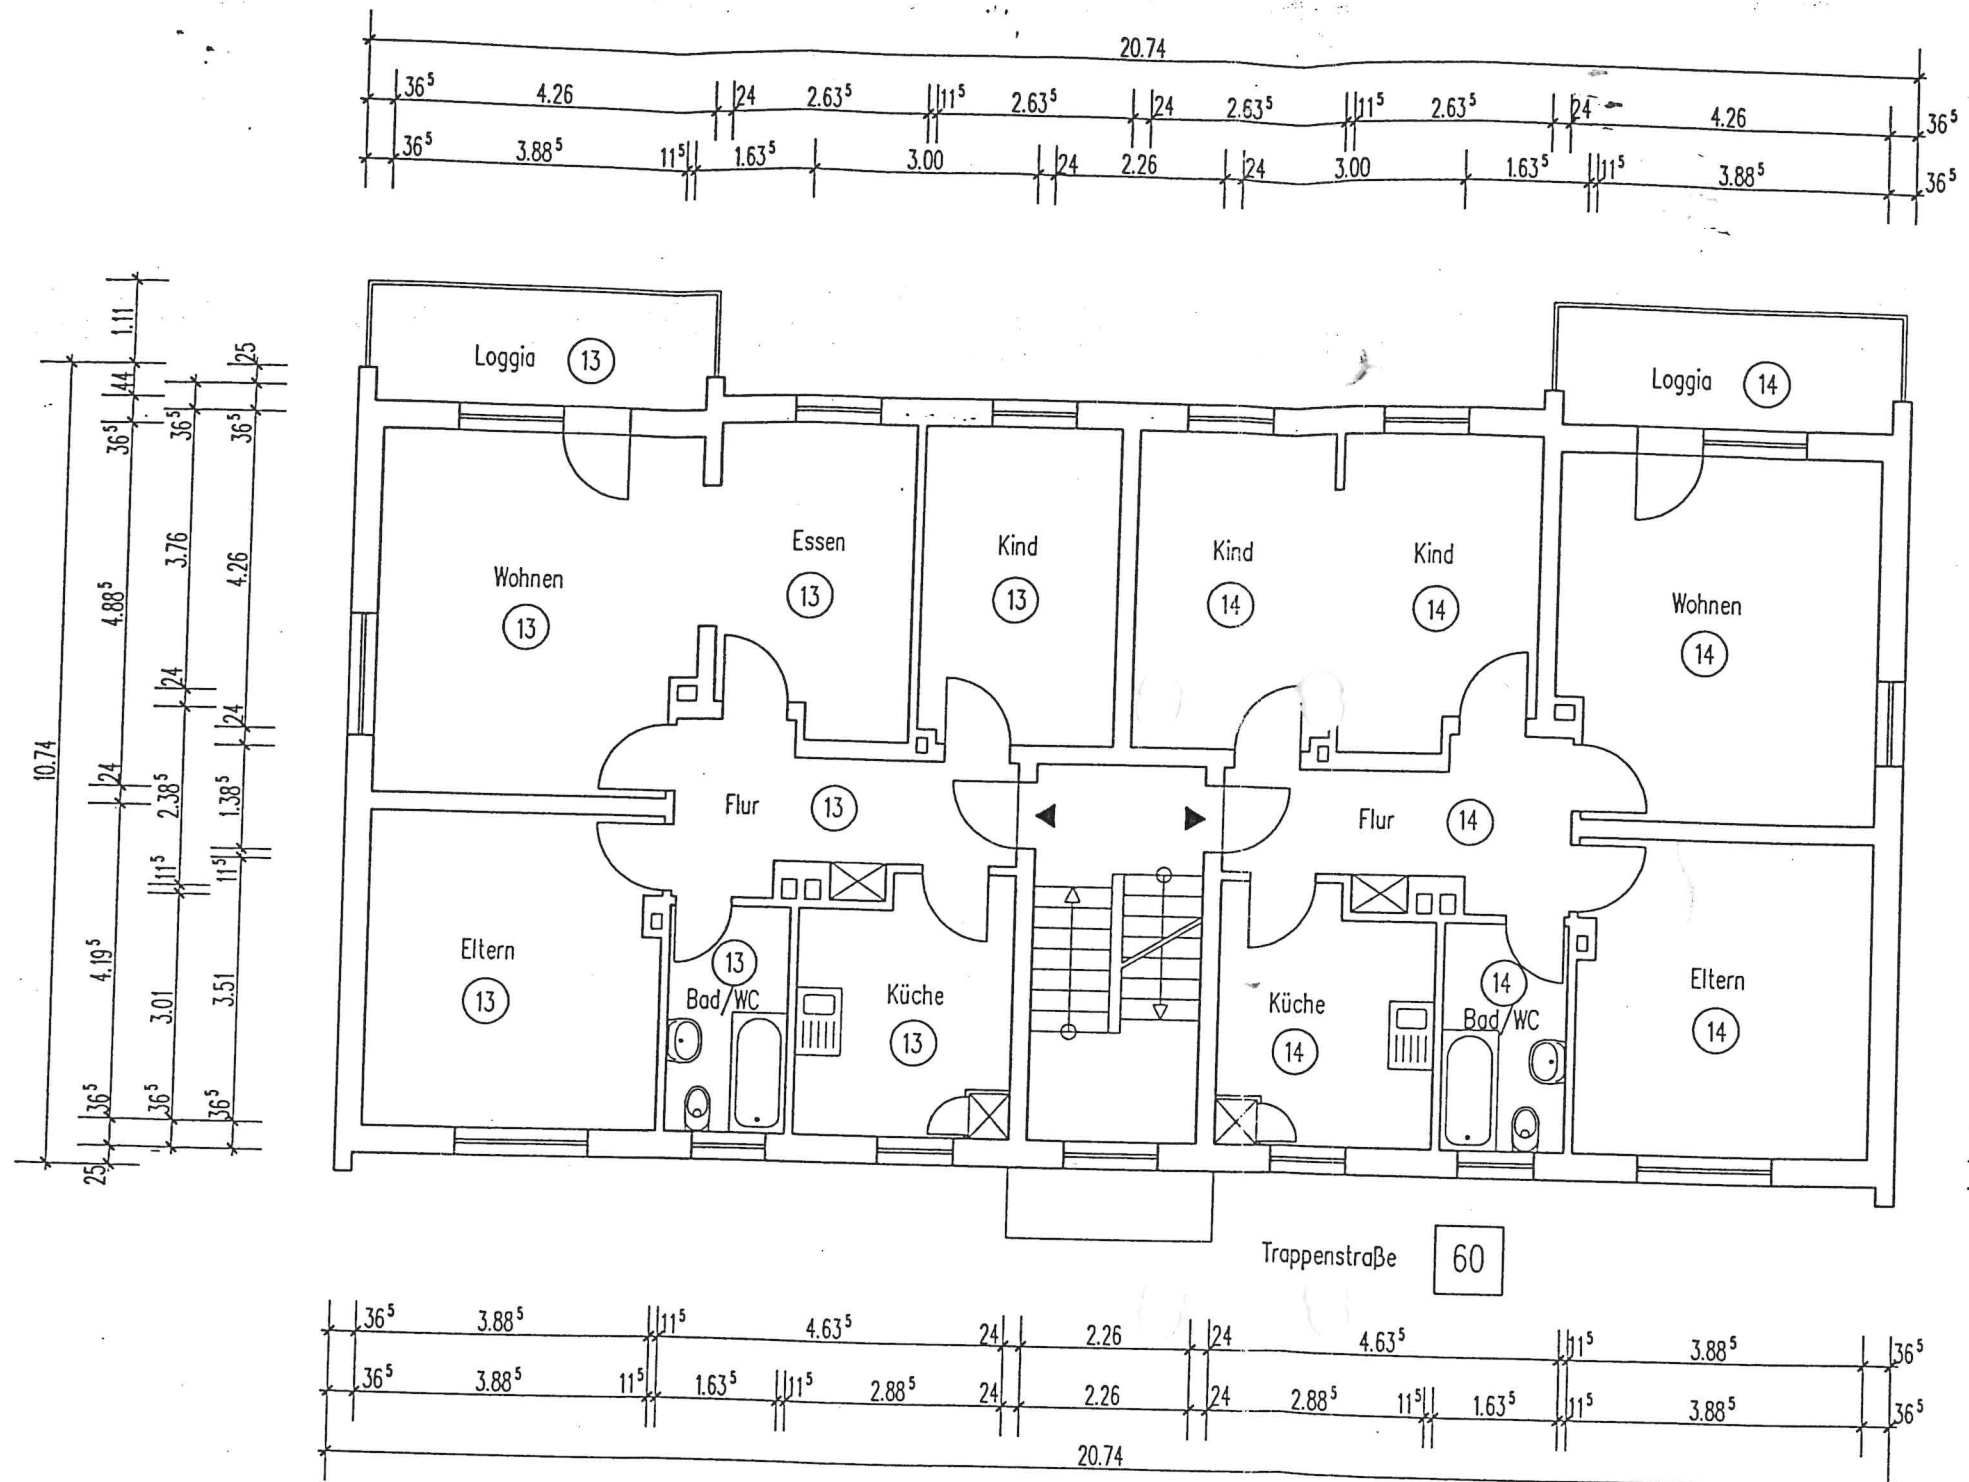 20.74
36⁵ 4.26 24 2.63⁵ 11⁵ 2.63⁵ 24 2.63⁵ 11⁵ 2.63⁵ 24 4.26 36⁵
36⁵ 3.88⁵ 11⁵ 1.63⁵ 3.00 24 2.26 24 3.00 1.63⁵ 11⁵ 3.88⁵ 36⁵
10.74
1.11 44 36⁵ 4.88⁵ 24 4.19⁵ 36⁵ 25
36⁵ 3.76 24 2.38⁵ 11⁵ 3.01 36⁵
25 36⁵ 4.26 24 1.38⁵ 11⁵ 3.51 36⁵
Loggia 13
Loggia 14
Wohnen
13
Essen
13
Kind
13
Kind
14
Kind
14
Wohnen
14
Flur 13
Flur 14
Eltern
13
13
Bad/WC
Küche
13
Küche
14
14
Bad/WC
Eltern
14
Trappenstraße 60
36⁵ 3.88⁵ 11⁵ 4.63⁵ 24 2.26 24 4.63⁵ 11⁵ 3.88⁵ 36⁵
36⁵ 3.88⁵ 11⁵ 1.63⁵ 11⁵ 2.88⁵ 24 2.26 24 2.88⁵ 11⁵ 1.63⁵ 11⁵ 3.88⁵ 36⁵
20.74